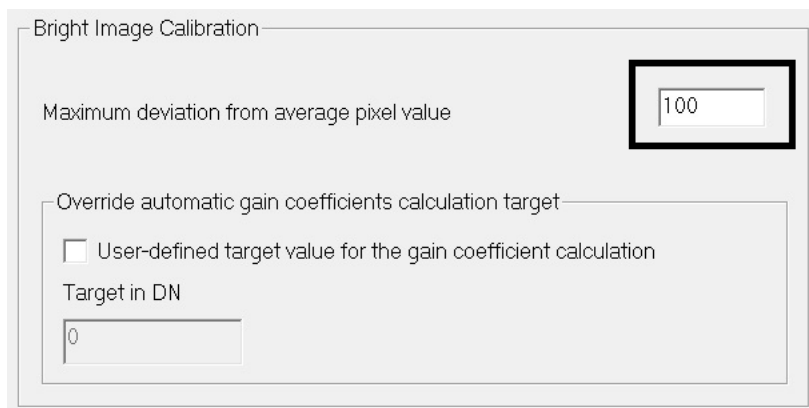 Bright Image Calibration
Maximum deviation from average pixel value 100
Override automatic gain coefficients calculation target
User-defined target value for the gain coefficient calculation
Target in DN
0